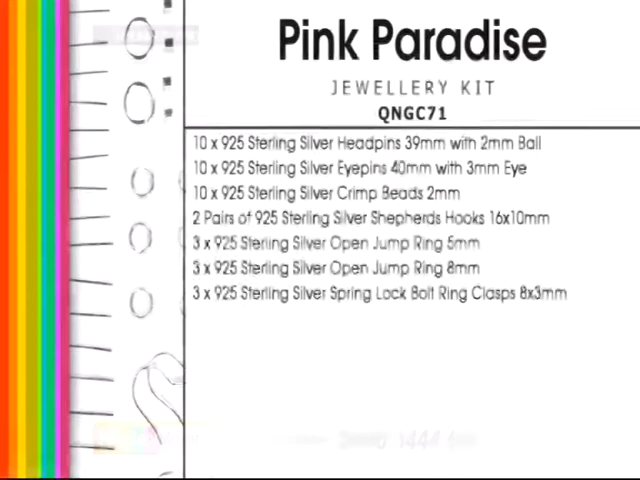 Pink Paradise
JEWELLERY KIT
QNGC71
10 x 925 Sterling Silver Headpins 39mm with 2mm Ball
10 x 925 Sterling Silver Eyepins 40mm with 3mm Eye
10 x 925 Sterling Silver Crimp Beads 2mm
2 Pairs of 925 Sterling Silver Shepherds Hooks 16x10mm
3 x 925 Sterling Silver Open Jump Ring 5mm
3 x 925 Sterling Silver Open Jump Ring 8mm
3 x 925 Sterling Silver Spring Lock Bolt Ring Clasps 8x3mm